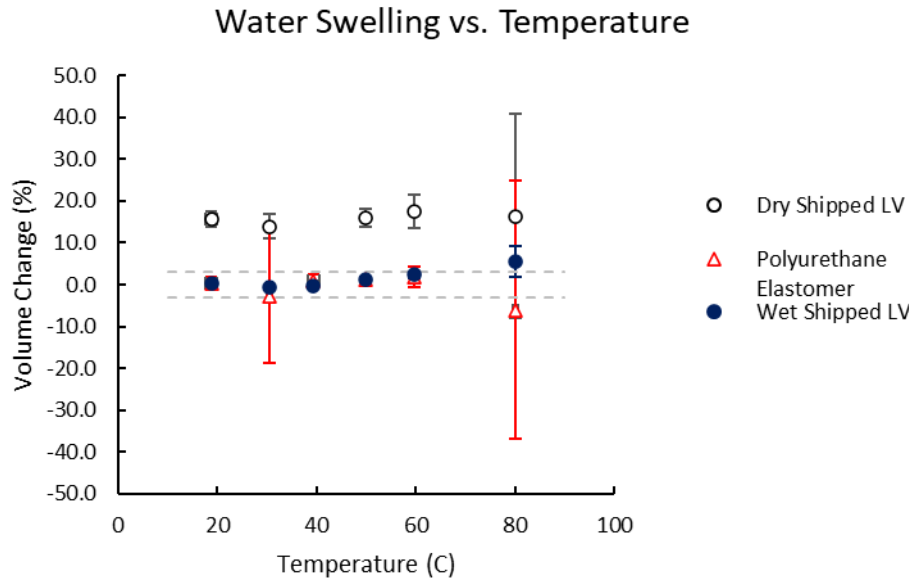 Water Swelling vs. Temperature
50.0
40.0
30.0
20.0
10.0
0.0
-10.0
-20.0
-30.0
-40.0
-50.0
Volume Change (%)
0 20 40 60 80 100
Temperature (C)
Dry Shipped LV
Polyurethane
Elastomer
Wet Shipped LV